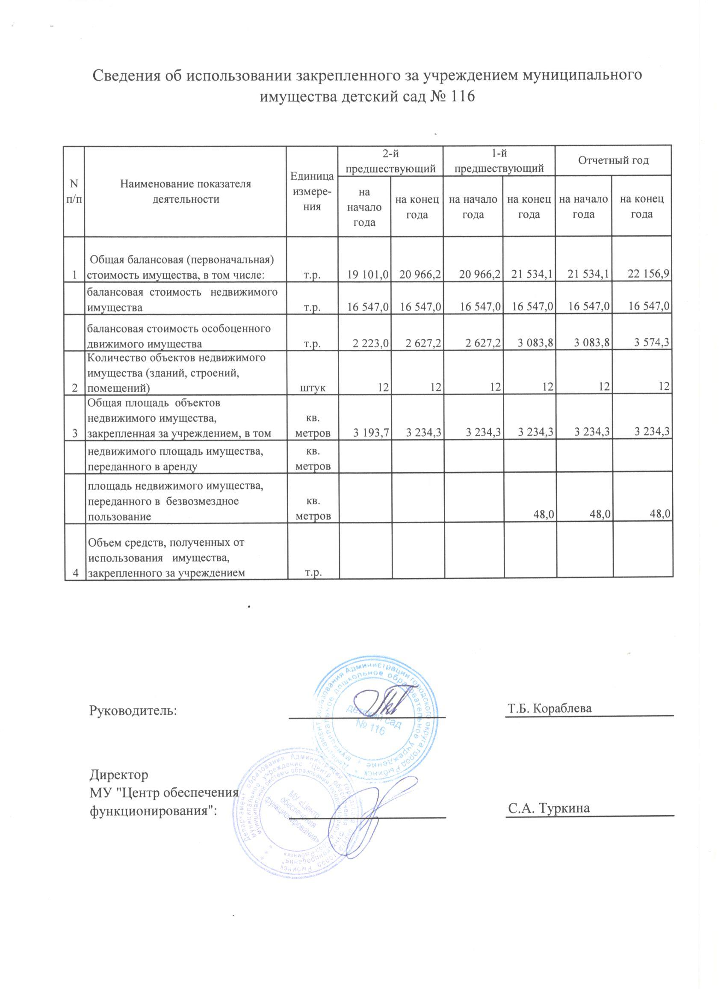 Сведения об использовании закрепленного за учреждением муниципального
имущества детский сад № 116
N п/п
Наименование показателя деятельности
Единица измере-ния
2-й предшествующий
1-й предшествующий
Отчетный год
на начало года
на конец года
на начало года
на конец года
на начало года
на конец года
Общая балансовая (первоначальная)
1 стоимость имущества, в том числе: т.р. 19 101,0 20 966,2 20 966,2 21 534,1 21 534,1 22 156,9
балансовая стоимость недвижимого
имущества т.р. 16 547,0 16 547,0 16 547,0 16 547,0 16 547,0 16 547,0
балансовая стоимость особоценного
движимого имущества т.р. 2 223,0 2 627,2 2 627,2 3 083,8 3 083,8 3 574,3
Количество объектов недвижимого
имущества (зданий, строений,
2 помещений) штук 12 12 12 12 12 12
Общая площадь объектов
недвижимого имущества, кв.
3 закрепленная за учреждением, в том метров 3 193,7 3 234,3 3 234,3 3 234,3 3 234,3 3 234,3
недвижимого площадь имущества, кв.
переданного в аренду метров
площадь недвижимого имущества,
переданного в безвозмездное кв.
пользование метров 48,0 48,0 48,0
Объем средств, полученных от
использования имущества,
4 закрепленного за учреждением т.р.
Руководитель: Т.Б. Кораблева
Департамент образования Администрации городского округа город Рыбинск
муниципальное дошкольное образовательное учреждение
детский сад
№ 116
Директор
МУ "Центр обеспечения
функционирования": С.А. Туркина
Департамент образования Администрации городского округа город Рыбинск
Муниципальное учреждение "Центр обеспечения функционирования
муниципальной системы образования городского округа город Рыбинск"
МУ «Центр
обеспечения
функционирования»